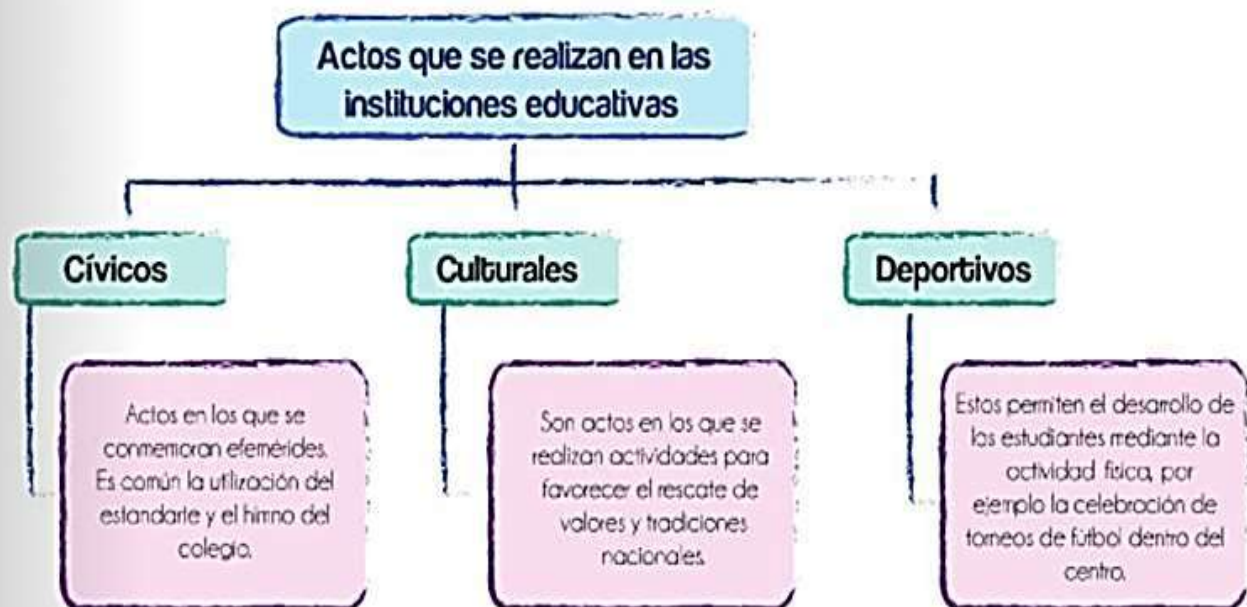 Actos que se realizan en las
instituciones educativas
Cívicos
Culturales
Deportivos
Actos en los que se
conmemoran efemérides.
Es común la utilización del
estandarte y el himno del
colegio.
Son actos en los que se
realizan actividades para
favorecer el rescate de
valores y tradiciones
nacionales.
Estos permiten el desarrollo de
los estudiantes mediante la
actividad física, por
ejemplo la celebración de
torneos de fútbol dentro del
centro.